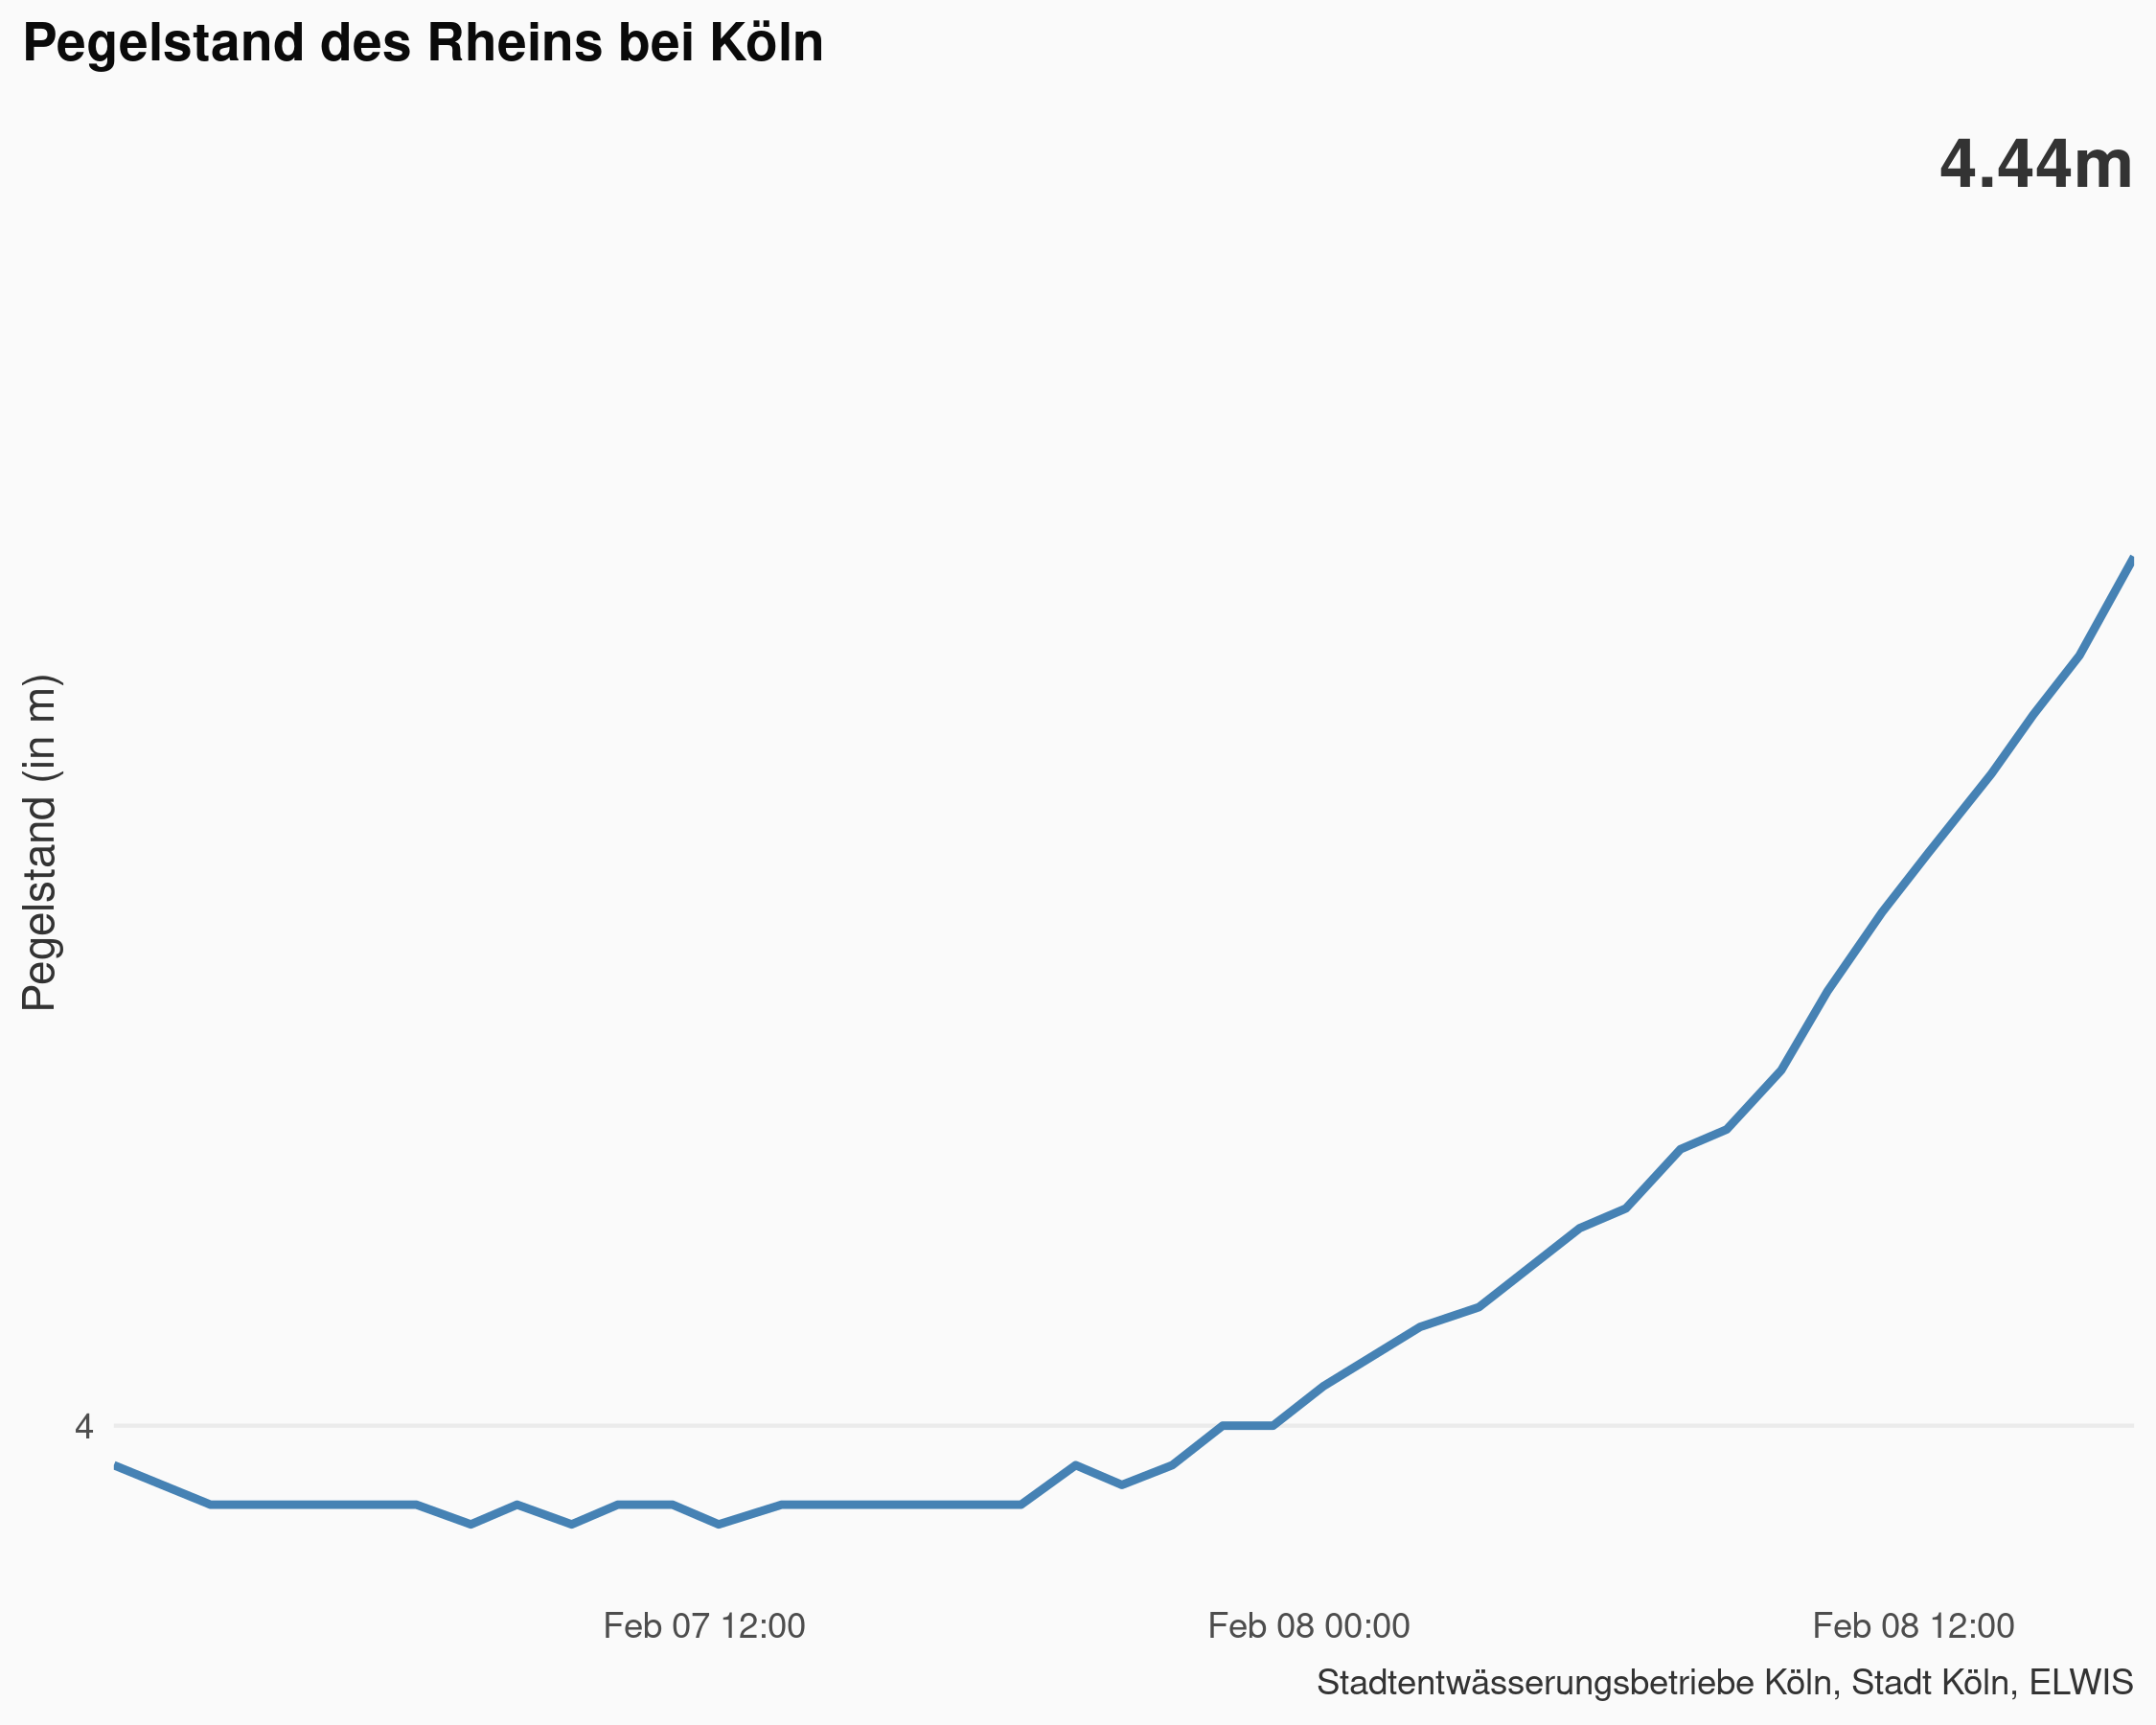 Pegelstand des Rheins bei Köln
4.44m
Pegelstand (in m)
4
Feb 07 12:00
Feb 08 00:00
Feb 08 12:00
Stadtentwässerungsbetriebe Köln, Stadt Köln, ELWIS